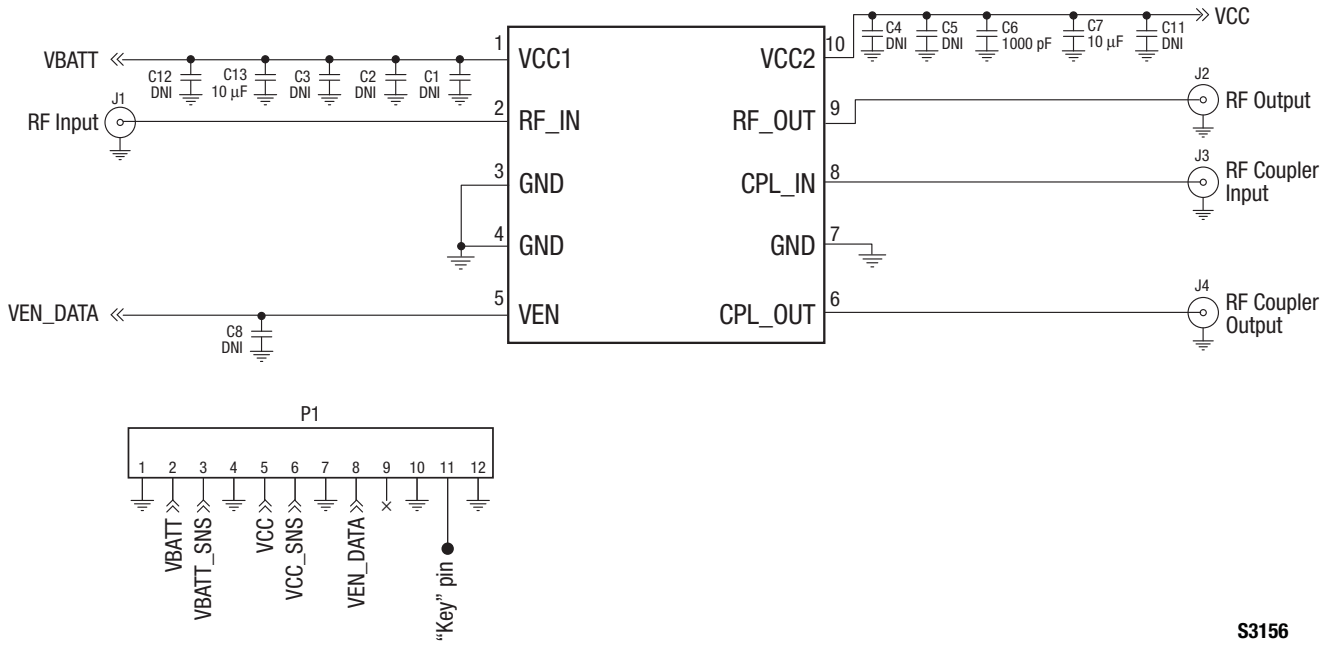 VBATT
C12
DNI
C13
10 µF
C3
DNI
C2
DNI
C1
DNI
1
VCC1
VCC2
10
C4
DNI
C5
DNI
C6
1000 pF
C7
10 µF
C11
DNI
VCC
RF Input
J1
2
RF_IN
RF_OUT
9
J2
RF Output
3
GND
CPL_IN
8
J3
RF Coupler
Input
4
GND
GND
7
VEN_DATA
C8
DNI
5
VEN
CPL_OUT
6
J4
RF Coupler
Output
P1
1 2 3 4 5 6 7 8 9 10 11 12
VBATT
VBATT_SNS
VCC
VCC_SNS
VEN_DATA
“Key” pin
S3156